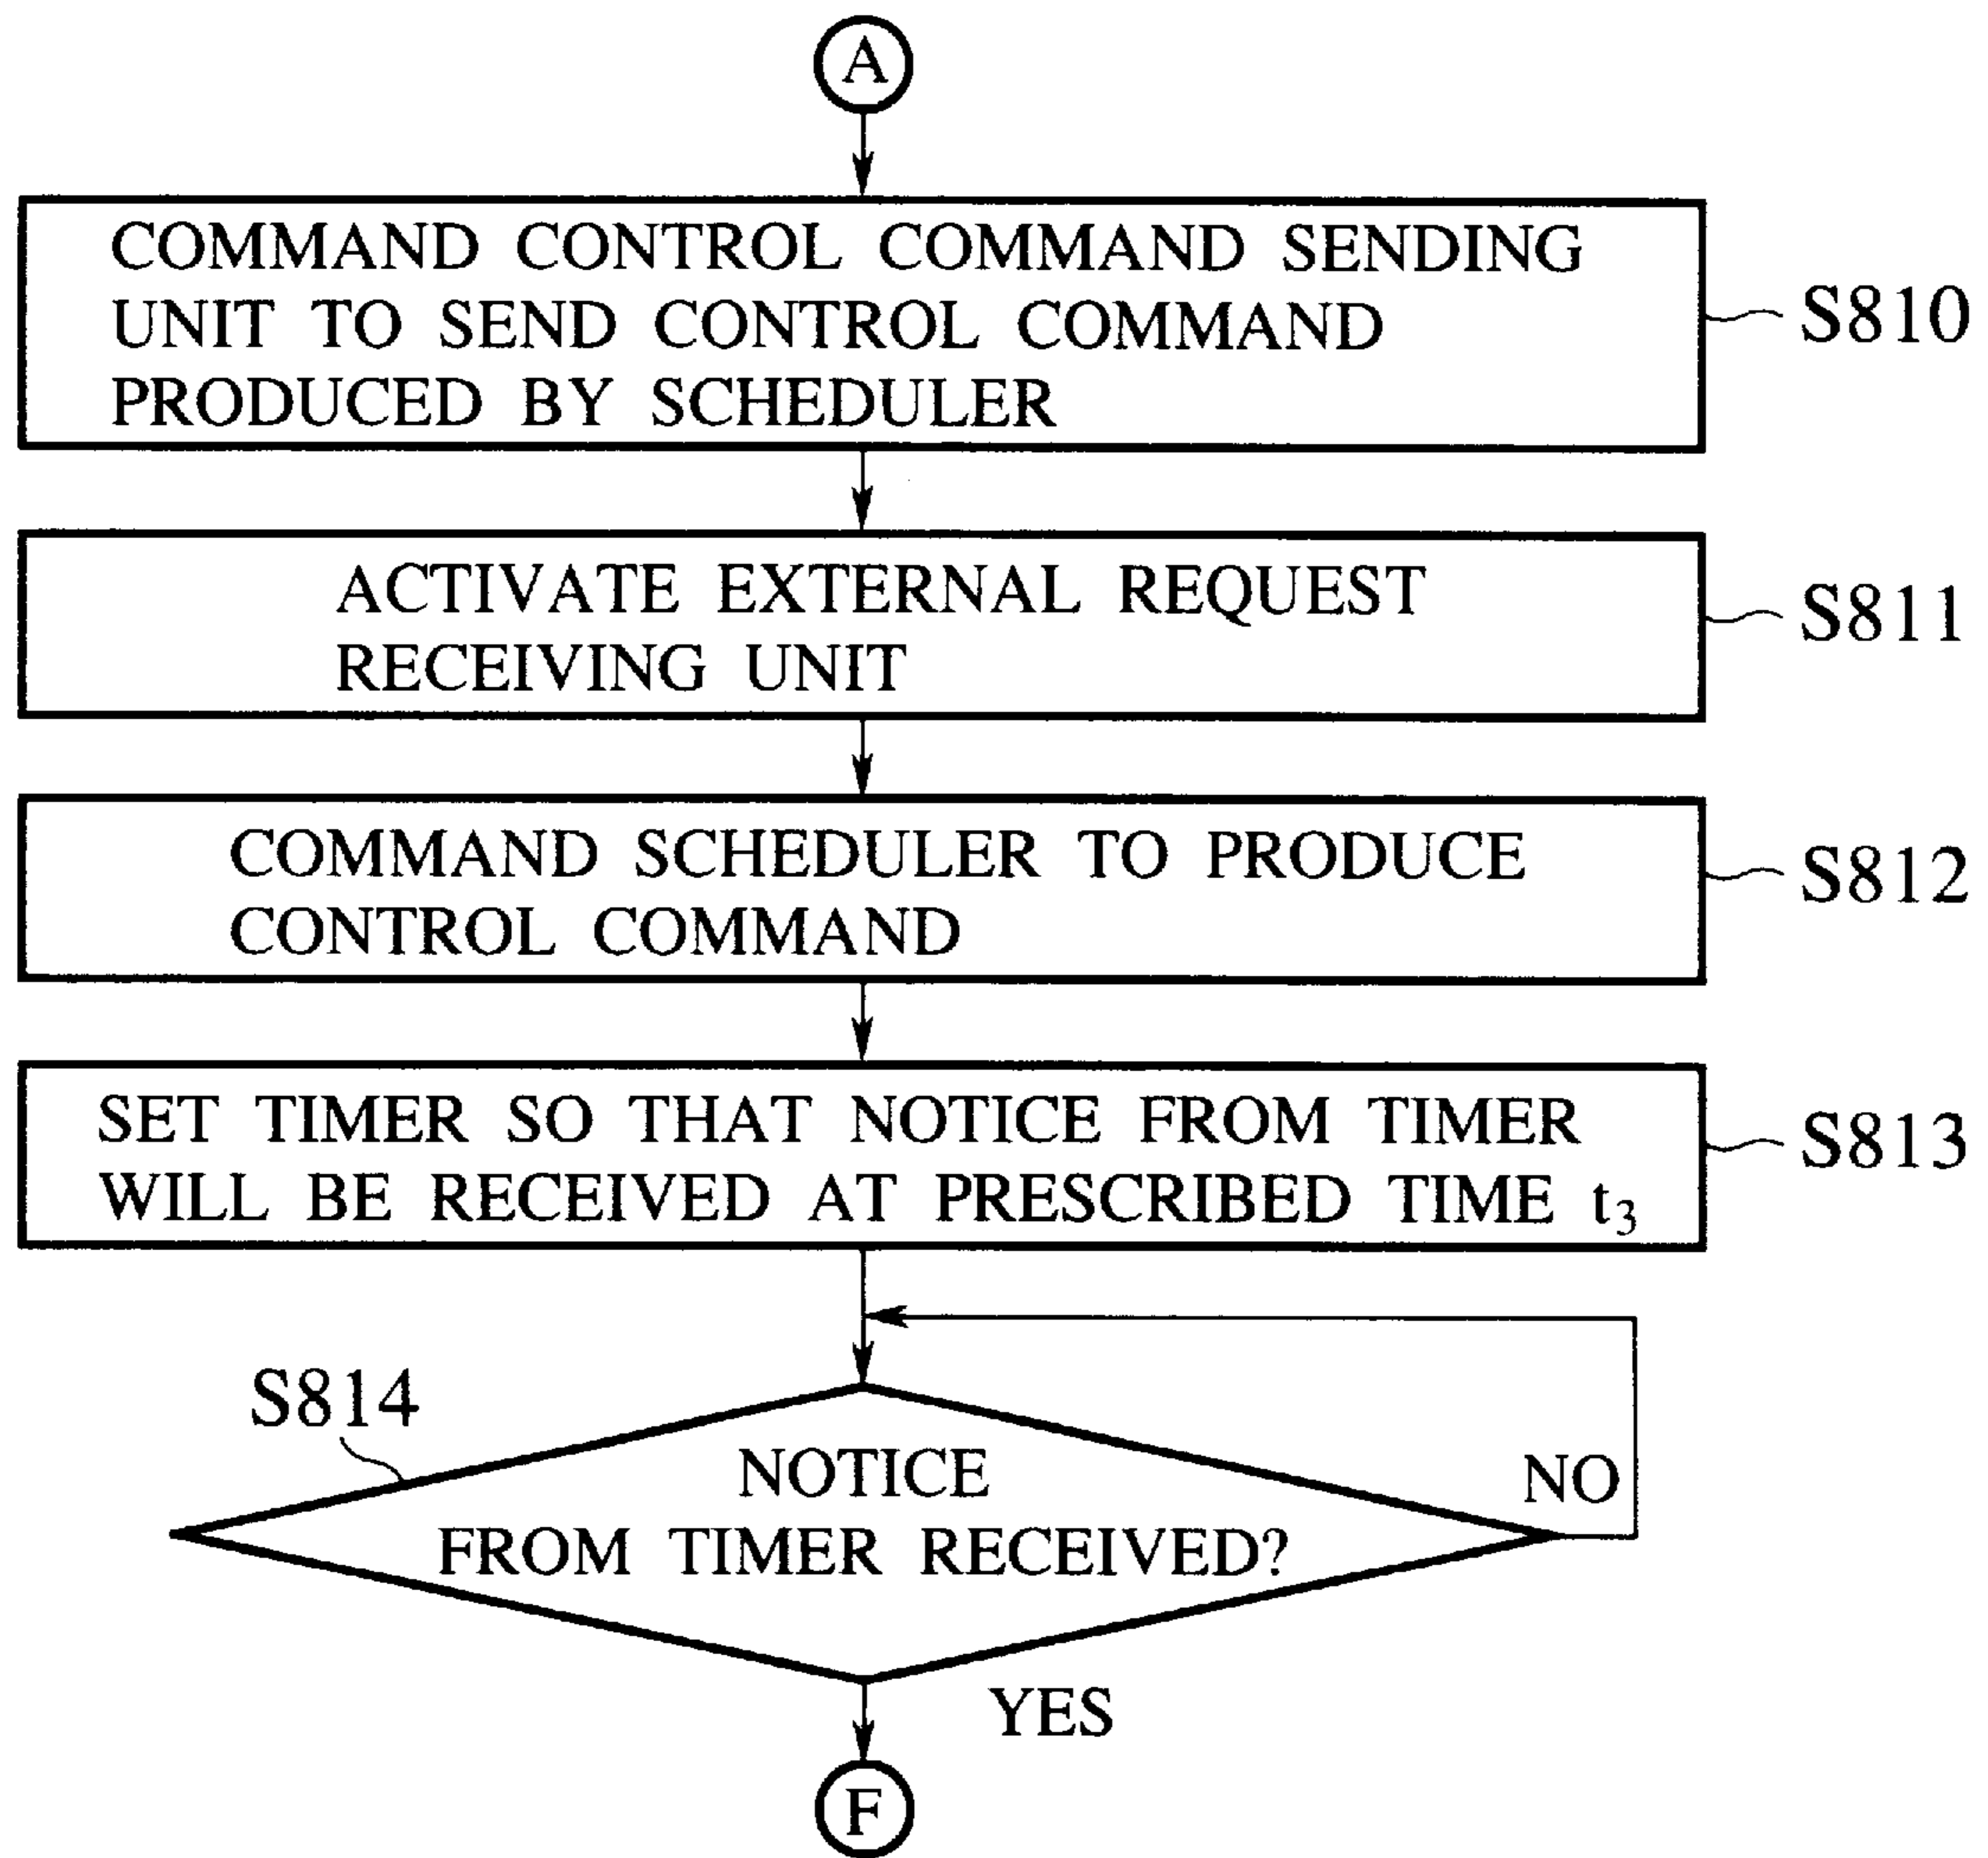 A
COMMAND CONTROL COMMAND SENDING
UNIT TO SEND CONTROL COMMAND
PRODUCED BY SCHEDULER
S810
ACTIVATE EXTERNAL REQUEST
RECEIVING UNIT
S811
COMMAND SCHEDULER TO PRODUCE
CONTROL COMMAND
S812
SET TIMER SO THAT NOTICE FROM TIMER
WILL BE RECEIVED AT PRESCRIBED TIME t₃
S813
S814
NOTICE
FROM TIMER RECEIVED?
NO
YES
F